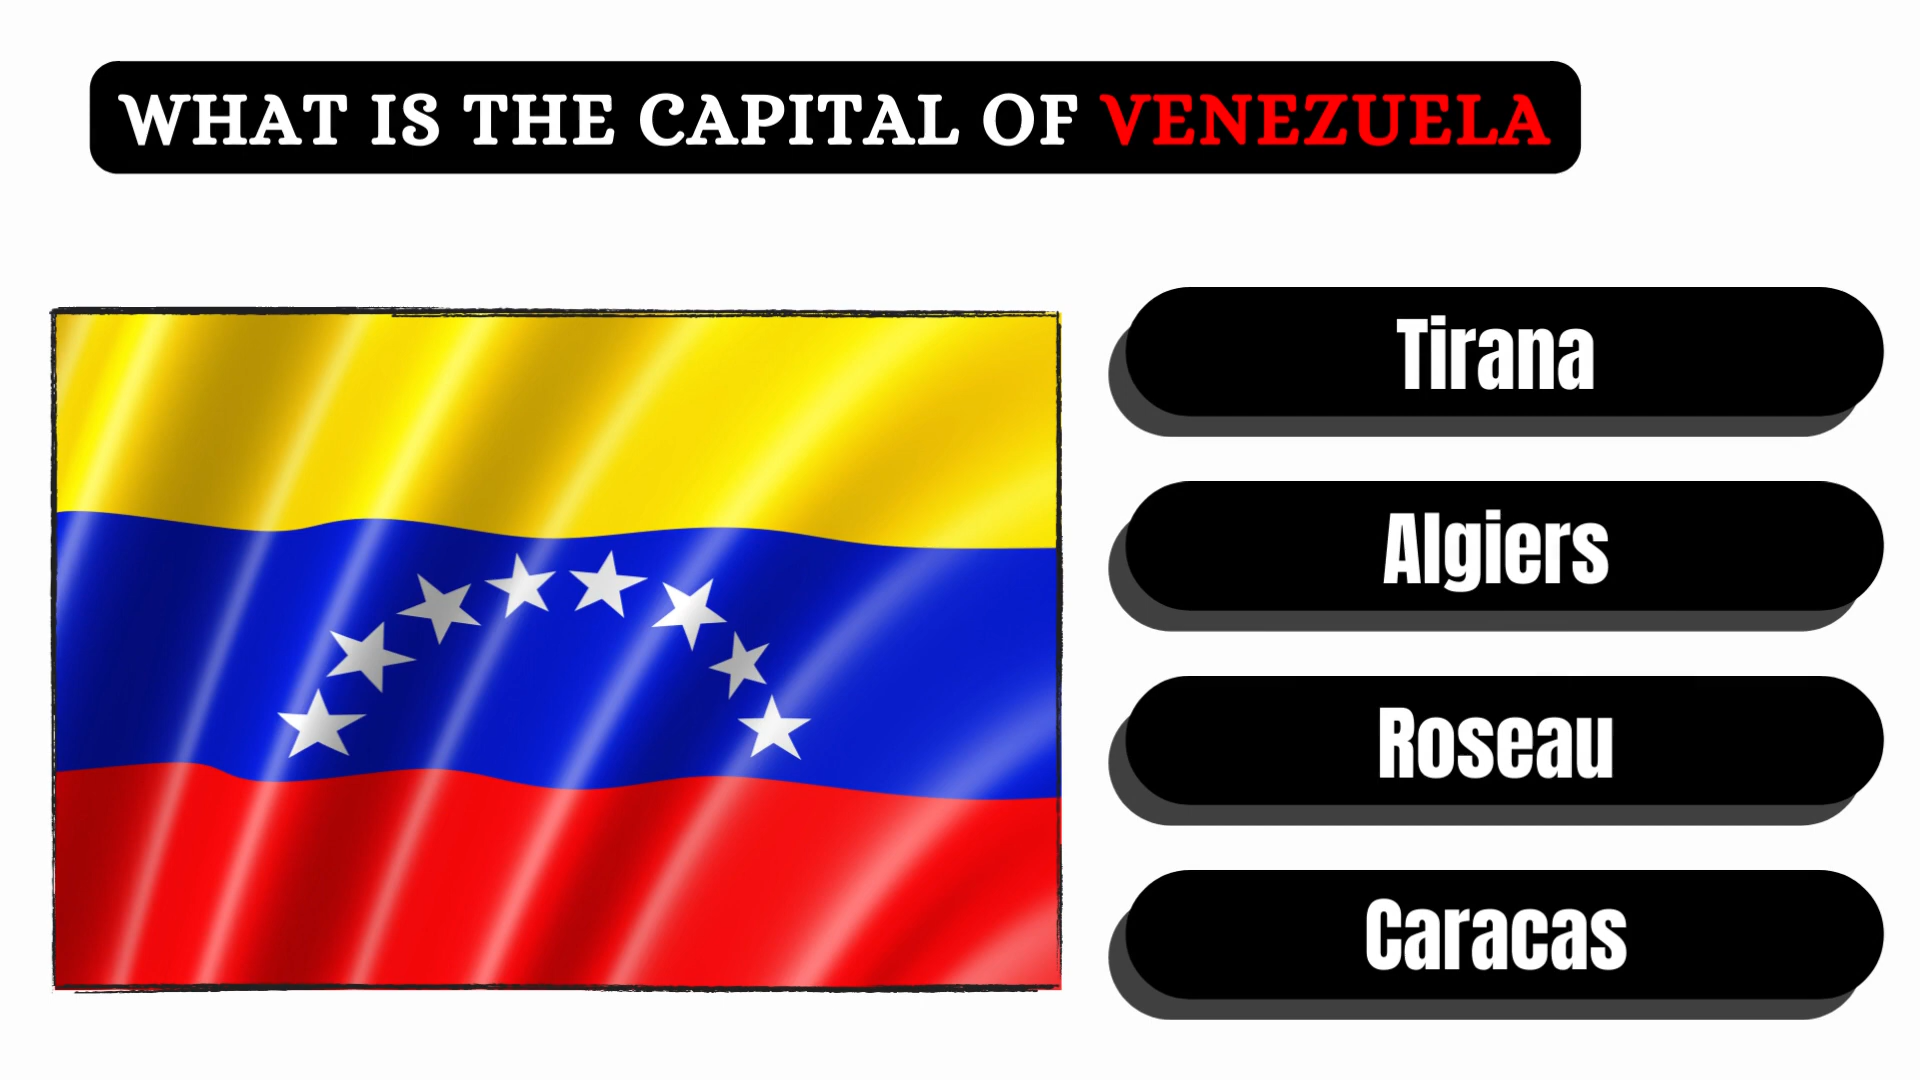 WHAT IS THE CAPITAL OF VENEZUELA
Tirana
Algiers
Roseau
Caracas